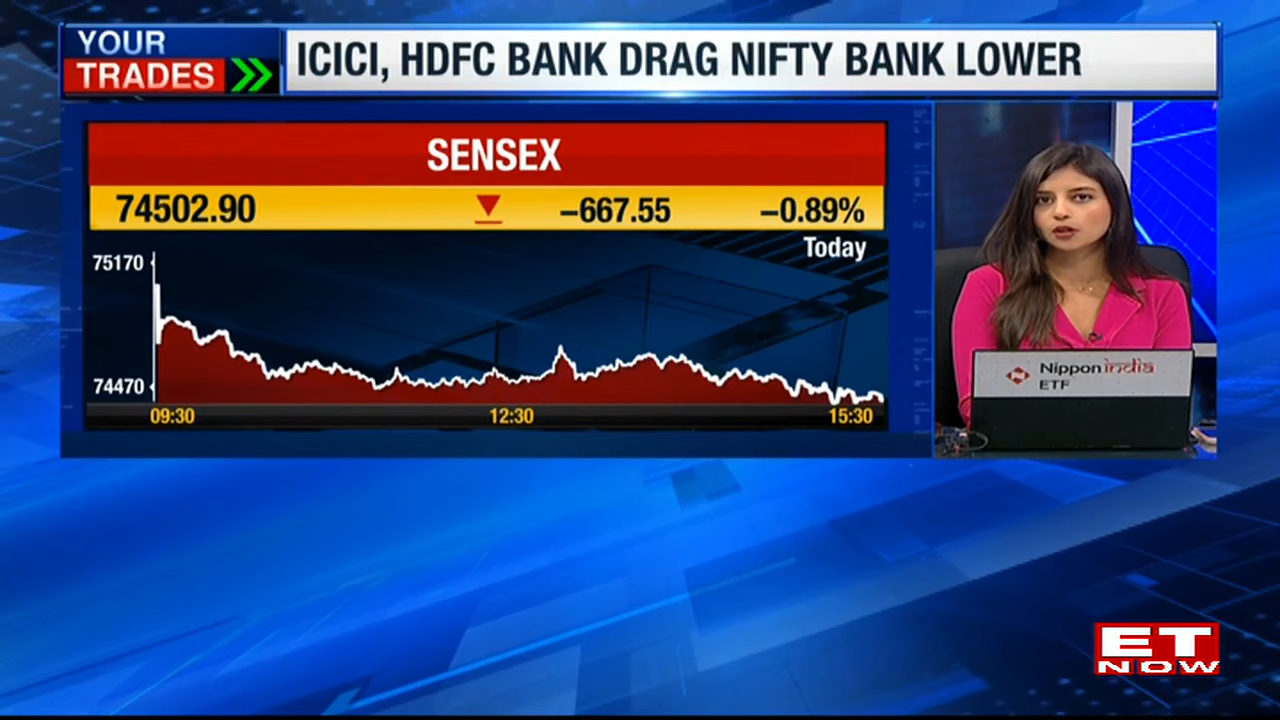 YOUR
TRADES
ICICI, HDFC BANK DRAG NIFTY BANK LOWER
SENSEX
74502.90 ▼ –667.55 –0.89%
Today
75170
74470
09:30 12:30 15:30
Nippon india
ETF
ET
NOW